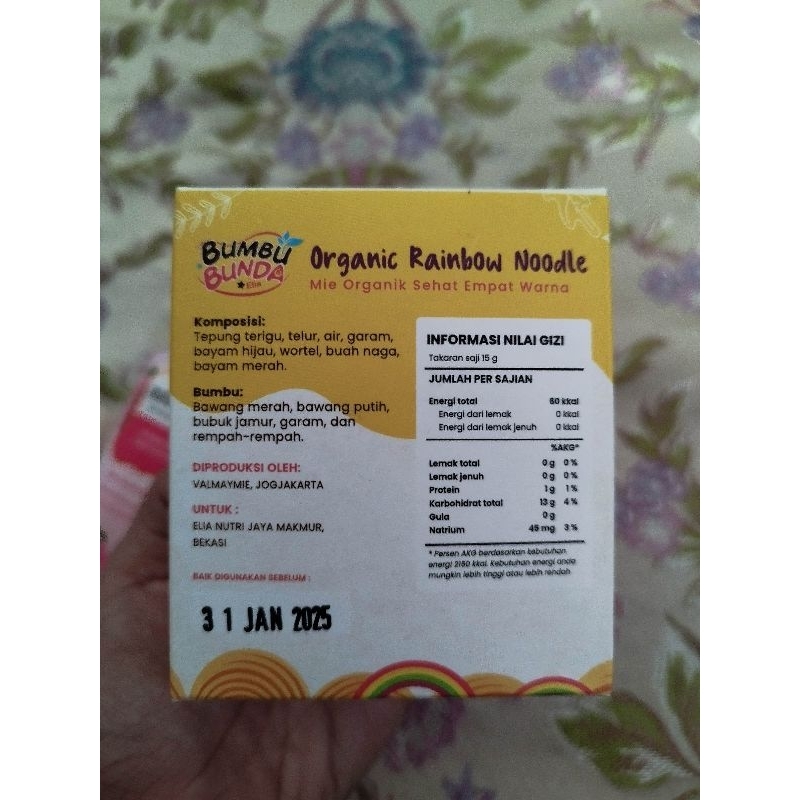 BUMBU
BUNDA
Elia
Organic Rainbow Noodle
Mie Organik Sehat Empat Warna
Komposisi:
Tepung terigu, telur, air, garam,
bayam hijau, wortel, buah naga,
bayam merah.
Bumbu:
Bawang merah, bawang putih,
bubuk jamur, garam, dan
rempah-rempah.
DIPRODUKSI OLEH:
VALMAYMIE, JOGJAKARTA
UNTUK :
ELIA NUTRI JAYA MAKMUR,
BEKASI
BAIK DIGUNAKAN SEBELUM :
31 JAN 2025
INFORMASI NILAI GIZI
Takaran saji 15 g
JUMLAH PER SAJIAN
Energi total 60 kkal
Energi dari lemak 0 kkal
Energi dari lemak jenuh 0 kkal
%AKG*
Lemak total 0 g 0 %
Lemak jenuh 0 g 0 %
Protein 1 g 1 %
Karbohidrat total 13 g 4 %
Gula 0 g
Natrium 45 mg 3 %
* Persen AKG berdasarkan kebutuhan
energi 2150 kkal. Kebutuhan energi anda
mungkin lebih tinggi atau lebih rendah